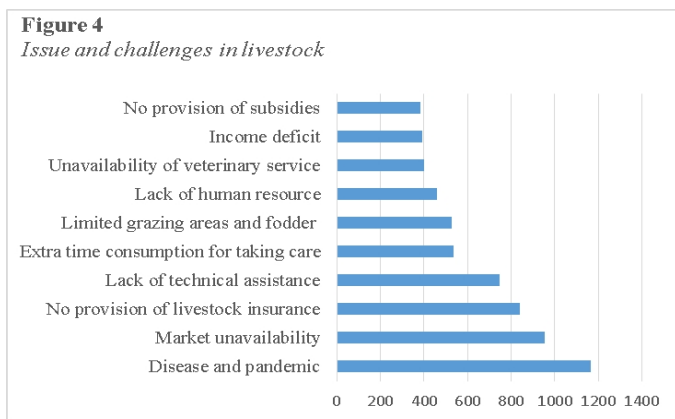 Figure 4
Issue and challenges in livestock
No provision of subsidies
Income deficit
Unavailability of veterinary service
Lack of human resource
Limited grazing areas and fodder
Extra time consumption for taking care
Lack of technical assistance
No provision of livestock insurance
Market unavailability
Disease and pandemic
0 200 400 600 800 1000 1200 1400